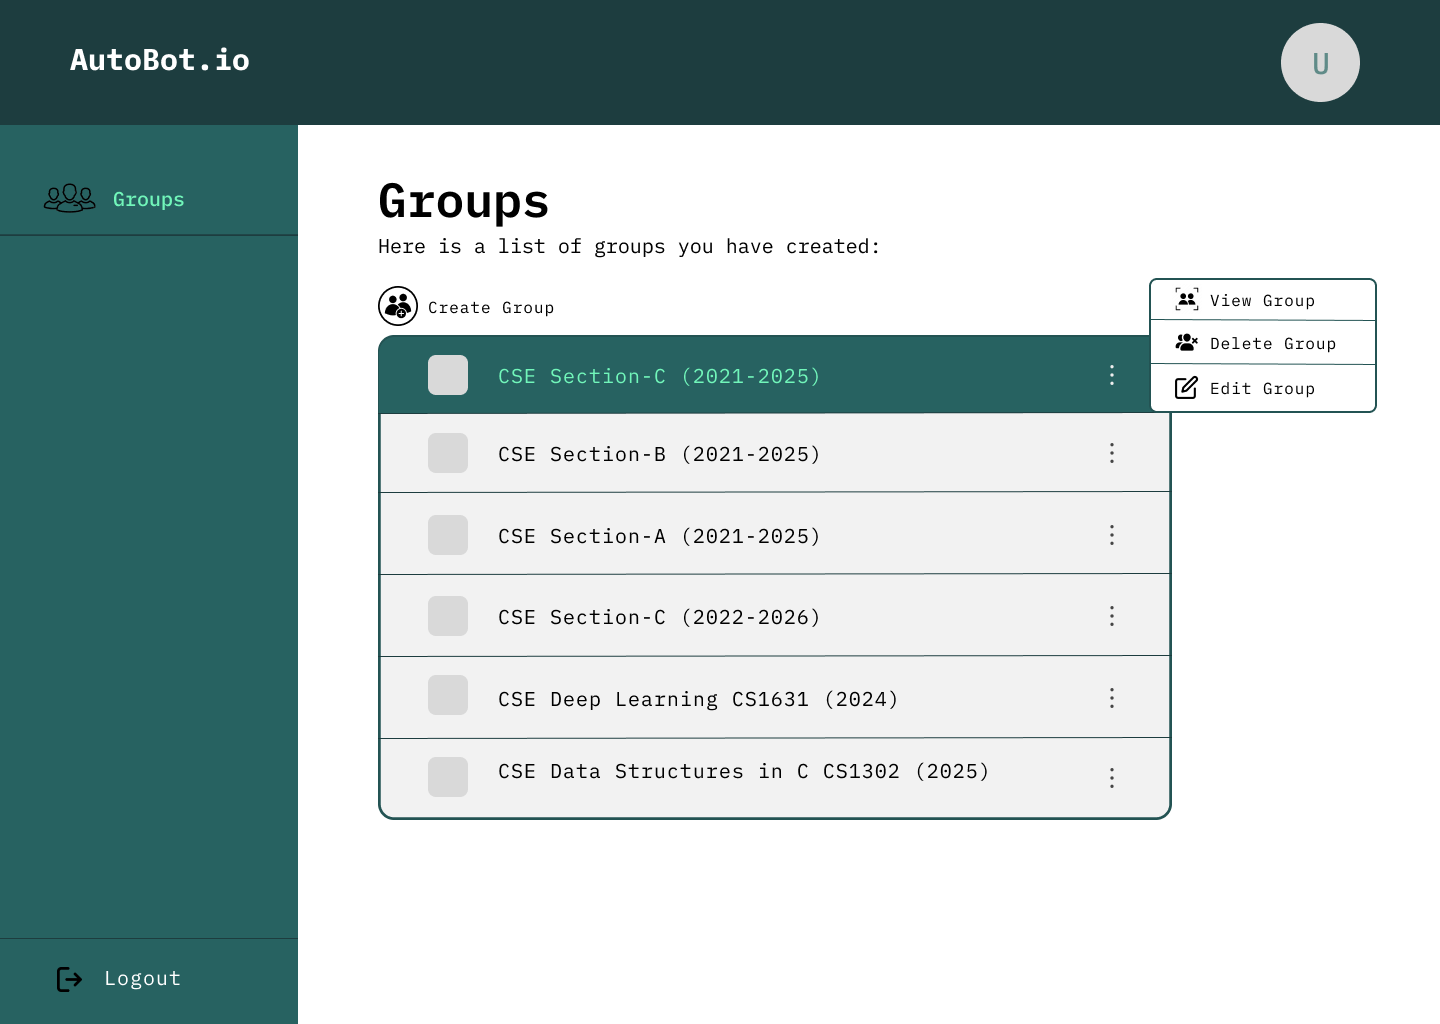 AutoBot.io
U
Groups
Groups
Here is a list of groups you have created:
Create Group
View Group
Delete Group
Edit Group
CSE Section-C (2021-2025)
CSE Section-B (2021-2025)
CSE Section-A (2021-2025)
CSE Section-C (2022-2026)
CSE Deep Learning CS1631 (2024)
CSE Data Structures in C CS1302 (2025)
Logout